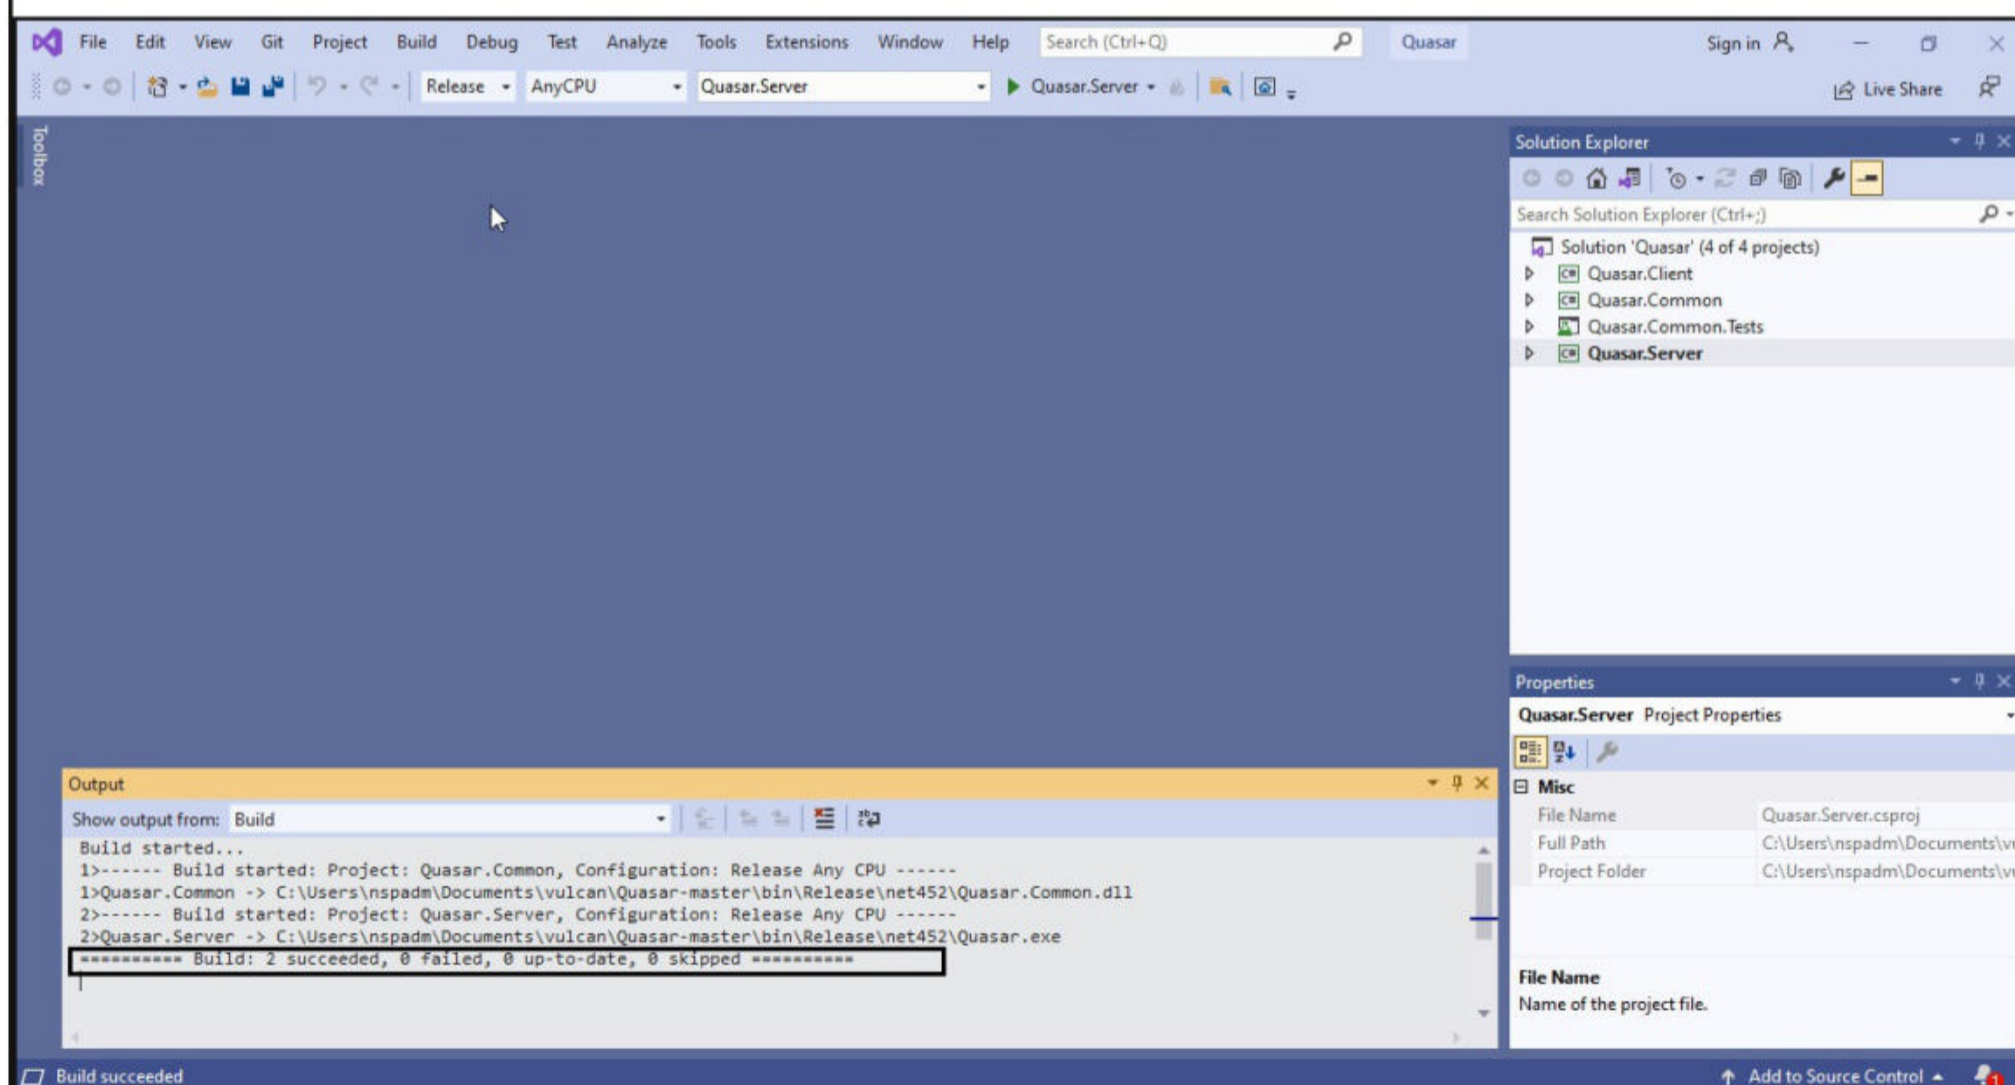 File Edit View Git Project Build Debug Test Analyze Tools Extensions Window Help Search (Ctrl+Q) Quasar Sign in
Release AnyCPU Quasar.Server Quasar.Server Live Share
Toolbox
Solution Explorer
Search Solution Explorer (Ctrl+;)
Solution 'Quasar' (4 of 4 projects)
Quasar.Client
Quasar.Common
Quasar.Common.Tests
Quasar.Server
Properties
Quasar.Server Project Properties
Misc
File Name Quasar.Server.csproj
Full Path C:\Users\nspadm\Documents\vu
Project Folder C:\Users\nspadm\Documents\vu
File Name
Name of the project file.
Output
Show output from: Build
Build started...
1>------ Build started: Project: Quasar.Common, Configuration: Release Any CPU ------
1>Quasar.Common -> C:\Users\nspadm\Documents\vulcan\Quasar-master\bin\Release\net452\Quasar.Common.dll
2>------ Build started: Project: Quasar.Server, Configuration: Release Any CPU ------
2>Quasar.Server -> C:\Users\nspadm\Documents\vulcan\Quasar-master\bin\Release\net452\Quasar.exe
========== Build: 2 succeeded, 0 failed, 0 up-to-date, 0 skipped ==========
Build succeeded Add to Source Control 1